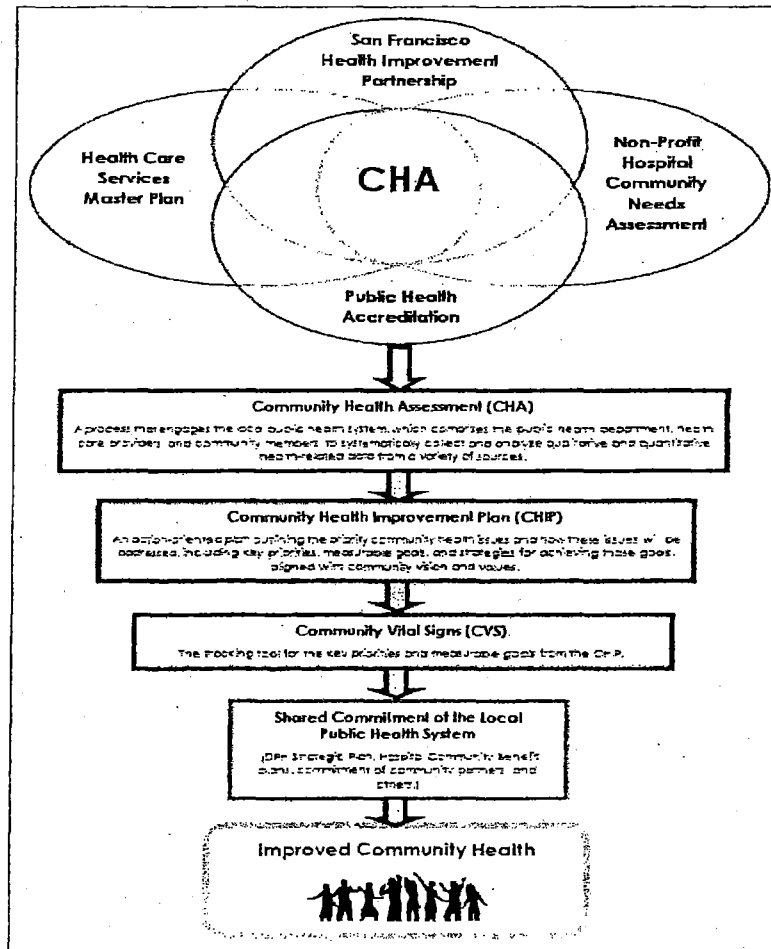 San Francisco
Health Improvement
Partnership
Health Care
Services
Master Plan
CHA
Non-Profit
Hospital
Community
Needs
Assessment
Public Health
Accreditation
Community Health Assessment (CHA)
A process that engages the local public health system, which comprises the public health department, health
care providers, and community members, to systematically collect and analyze qualitative and quantitative
health-related data from a variety of sources.
Community Health Improvement Plan (CHIP)
An action-oriented plan outlining the priority community health issues and how these issues will be
addressed, including key priorities, measurable goals, and strategies for achieving those goals,
aligned with community vision and values.
Community Vital Signs (CVS)
The tracking tool for the key priorities and measurable goals from the CHIP.
Shared Commitment of the Local
Public Health System
(DPH Strategic Plan, Hospital Community Benefit
plans, commitment of community partners, and
others.)
Improved Community Health